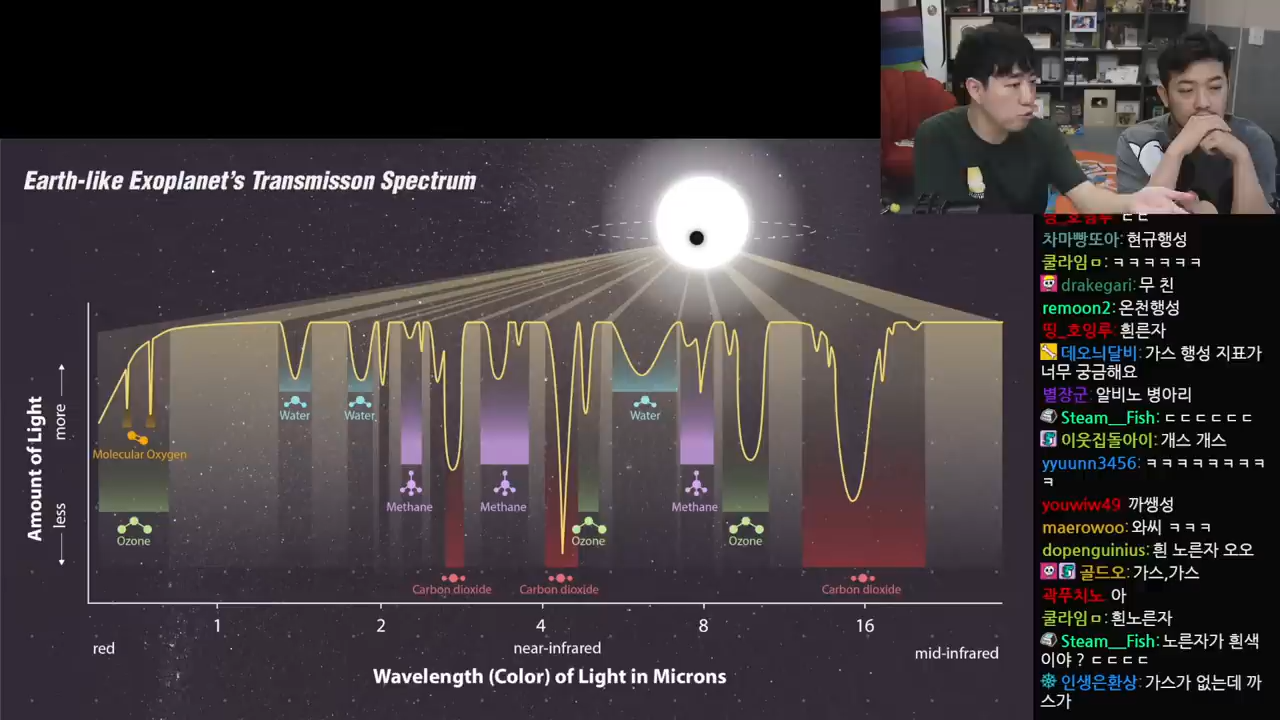 Earth-like Exoplanet's Transmisson Spectrum
Amount of Light
more
less
Molecular Oxygen
Ozone
Water
Water
Methane
Carbon dioxide
Methane
Carbon dioxide
Ozone
Water
Methane
Ozone
Carbon dioxide
1
2
4
8
16
red
near-infrared
mid-infrared
Wavelength (Color) of Light in Microns
띵_호잉루: ㄷㄷ
차마빵또아: 현규행성
쿨라임ㅁ: ㅋㅋㅋㅋㅋㅋ
drakegari: 무 친
remoon2: 온천행성
띵_호잉루: 흰른자
데오늬달비: 가스 행성 지표가
너무 궁금해요
별장군: 알비노 병아리
Steam__Fish: ㄷㄷㄷㄷㄷㄷ
이웃집돌아이: 개스 개스
yyuunn3456: ㅋㅋㅋㅋㅋㅋㅋㅋ
ㅋ
youwiw49: 까쌩성
maerowoo: 와씨 ㅋㅋㅋ
dopenguinius: 흰 노른자 오오
골드오: 가스,가스
곽푸치노: 아
쿨라임ㅁ: 흰노른자
Steam__Fish: 노른자가 흰색
이야 ? ㄷㄷㄷㄷ
인생은환상: 가스가 없는데 까
스가